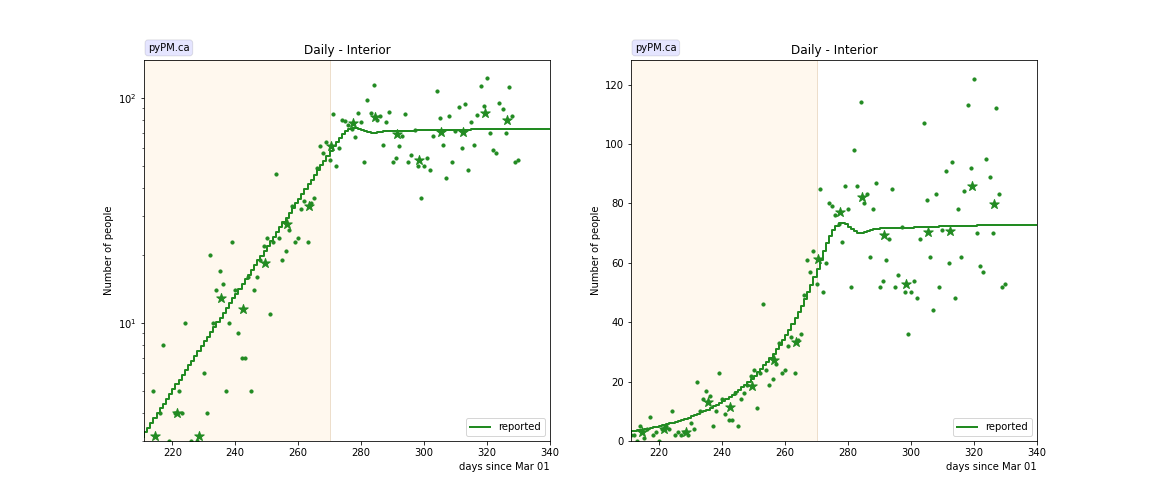 pyPM.ca
Daily - Interior
Number of people
10²
10¹
220 240 260 280 300 320 340
days since Mar 01
reported
pyPM.ca
Daily - Interior
Number of people
120
100
80
60
40
20
0
220 240 260 280 300 320 340
days since Mar 01
reported